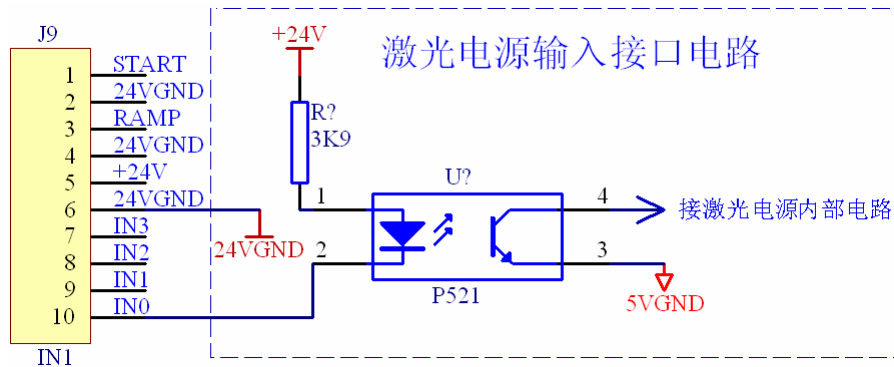 J9
1 START
2 24VGND
3 RAMP
4 24VGND
5 +24V
6 24VGND
7 IN3
8 IN2
9 IN1
10 IN0
IN1
激光电源输入接口电路
+24V
R?
3K9
24VGND
U?
1
2
4
3
P521
接激光电源内部电路
5VGND